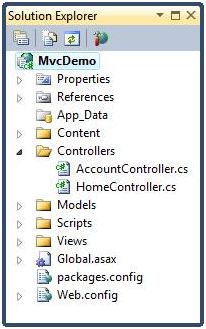 Solution Explorer
MvcDemo
Properties
References
App_Data
Content
Controllers
AccountController.cs
HomeController.cs
Models
Scripts
Views
Global.asax
packages.config
Web.config